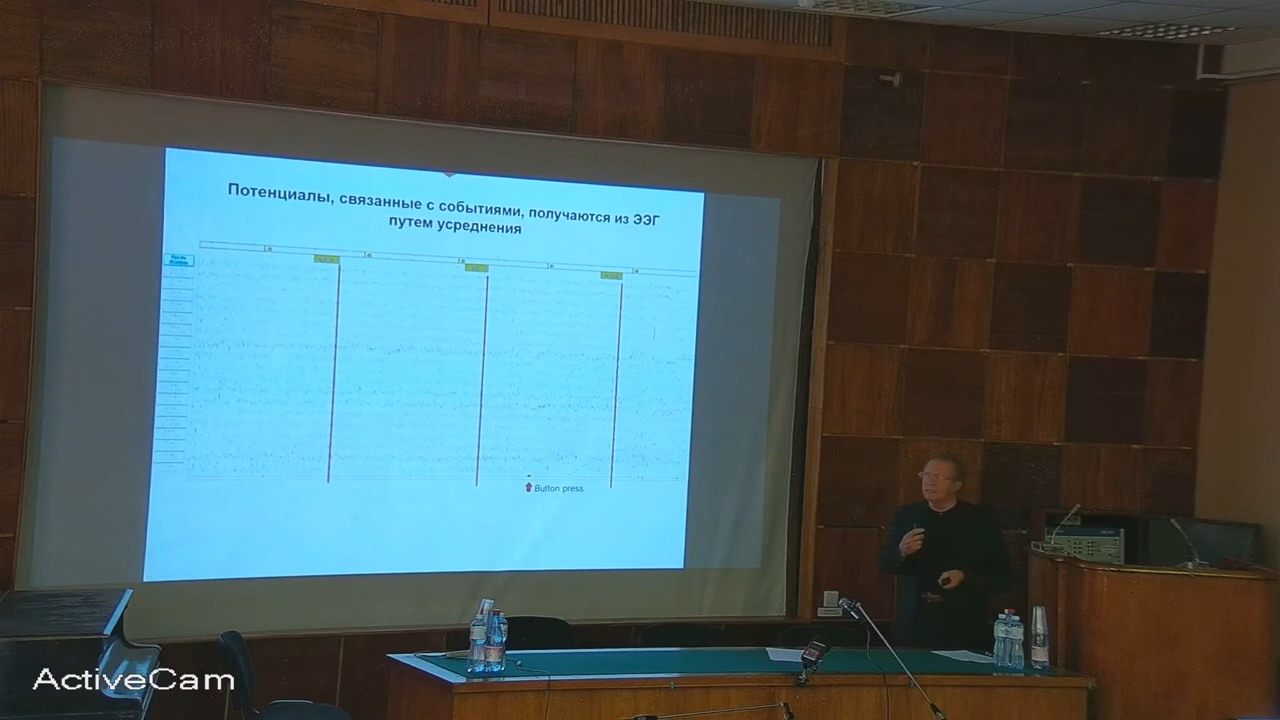 Потенциалы, связанные с событиями, получаются из ЭЭГ
путем усреднения
Button press
ActiveCam